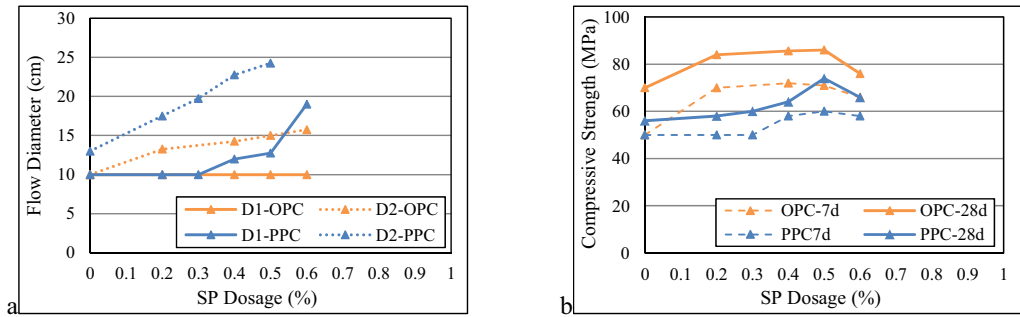 30
25
20
15
10
5
0
Flow Diameter (cm)
D1-OPC D2-OPC
D1-PPC D2-PPC
0 0.1 0.2 0.3 0.4 0.5 0.6 0.7 0.8 0.9 1
SP Dosage (%)
a
100
80
60
40
20
0
Compressive Strength (MPa)
OPC-7d OPC-28d
PPC7d PPC-28d
0 0.1 0.2 0.3 0.4 0.5 0.6 0.7 0.8 0.9 1
SP Dosage (%)
b